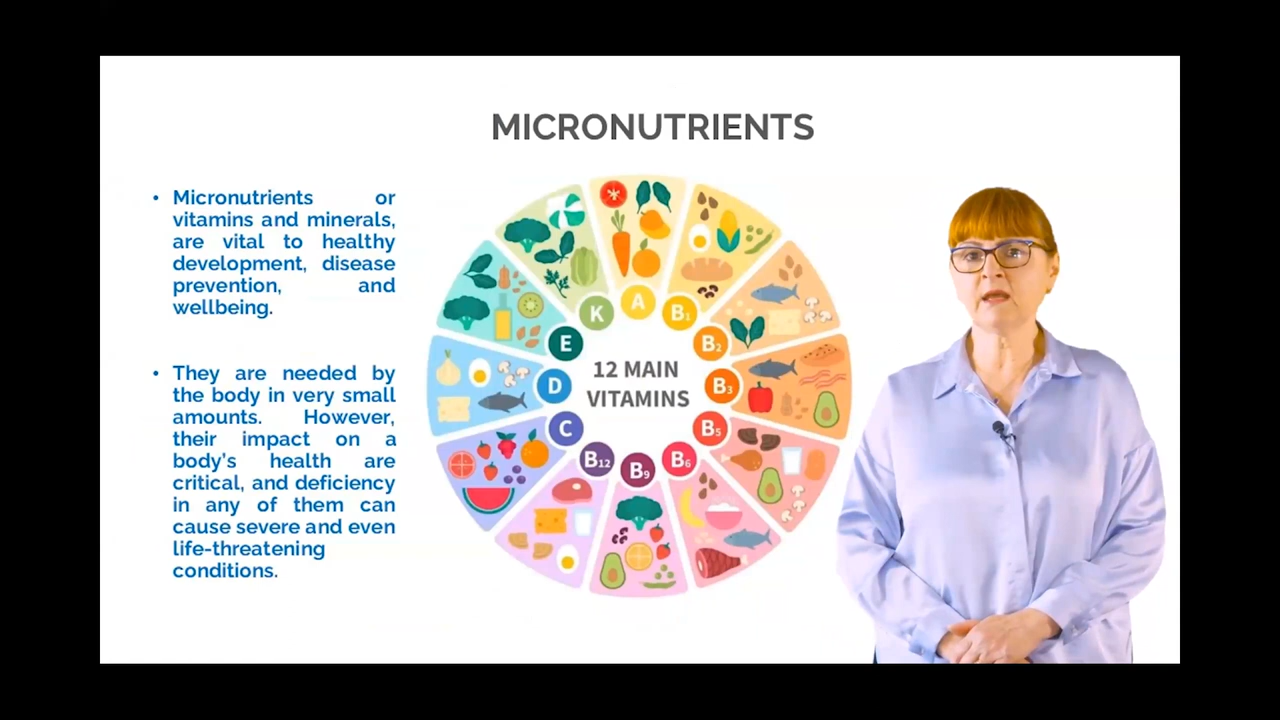 MICRONUTRIENTS
• Micronutrients or
vitamins and minerals,
are vital to healthy
development, disease
prevention, and
wellbeing.
• They are needed by
the body in very small
amounts. However,
their impact on a
body's health are
critical, and deficiency
in any of them can
cause severe and even
life-threatening
conditions.
12 MAIN
VITAMINS
A
B₁
B₂
B₃
B₅
B₆
B₉
B₁₂
C
D
E
K